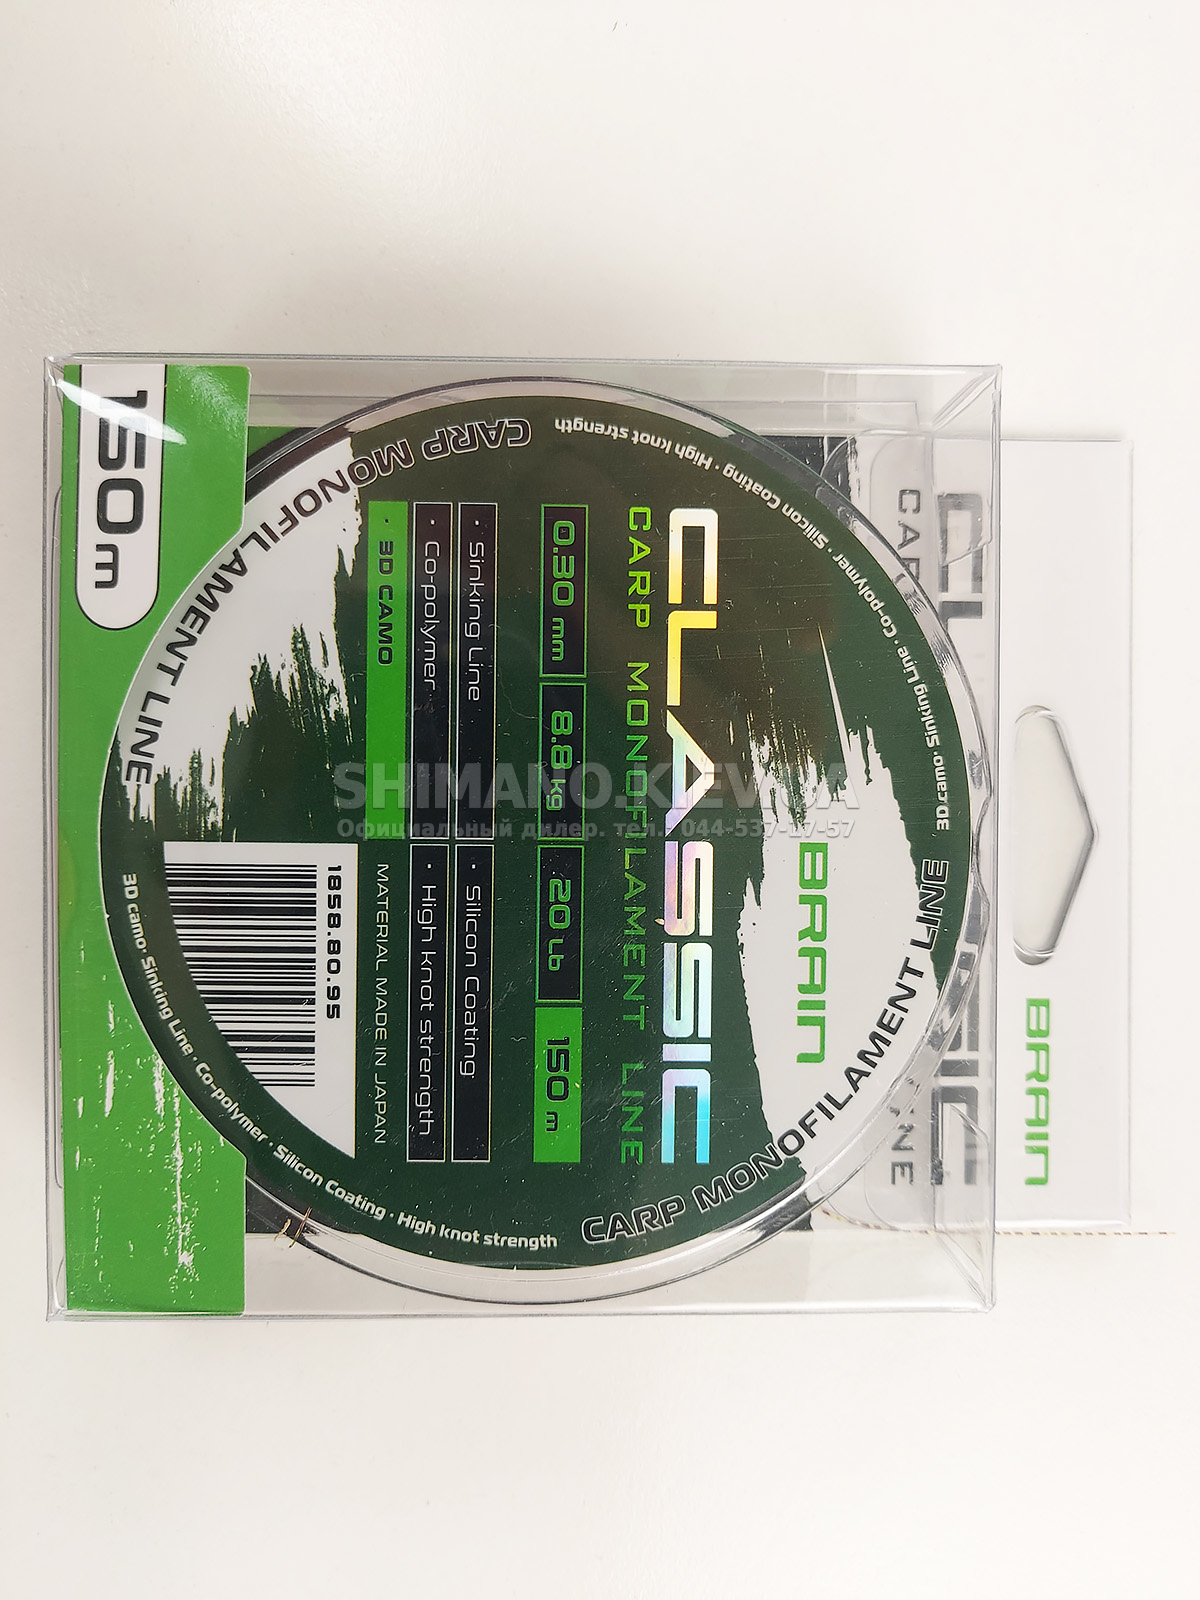 BRAIN
CLASSIC
CARP MONOFILAMENT LINE
0.30 mm
8.8 kg
20 Lb
150 m
· Sinking Line
· Silicon Coating
· Co-polymer
· High knot strength
· 3D CAMO
MATERIAL MADE IN JAPAN
1858.80.95
CARP MONOFILAMENT LINE
3D camo · Sinking Line · Co-polymer · Silicon Coating · High knot strength
CARP MONOFILAMENT LINE
3D camo · Sinking Line · Co-polymer · Silicon Coating · High knot strength
150 m
BRAIN
SHIMANO.KIEV.UA
Официальный дилер. тел.: 044-537-17-57